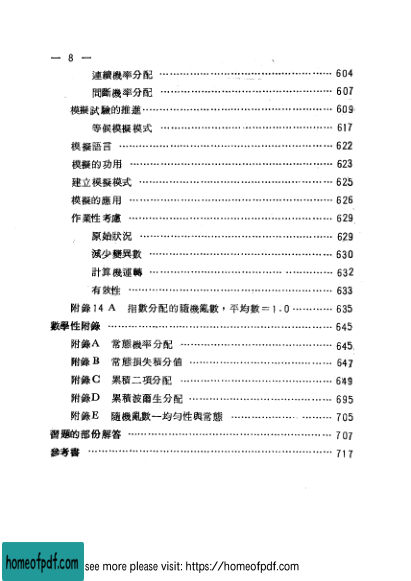 — 8 —
連續機率分配 …………………………………………… 604
間斷機率分配 …………………………………………… 607
模擬試驗的推進 …………………………………………… 609
等候模擬模式 …………………………………………… 617
模擬語言 …………………………………………… 622
模擬的功用 …………………………………………… 623
建立模擬模式 …………………………………………… 625
模擬的應用 …………………………………………… 626
作業性考慮 …………………………………………… 629
原始狀況 …………………………………………… 629
減少變異數 …………………………………………… 630
計算機運轉 …………………………………………… 632
有效性 …………………………………………… 633
附錄14 A 指數分配的隨機亂數，平均數＝1.0 ………… 635
數學性附錄 …………………………………………… 645
附錄A 常態機率分配 …………………………………… 645
附錄B 常態損失積分值 …………………………………… 647
附錄C 累積二項分配 …………………………………… 649
附錄D 累積波爾生分配 …………………………………… 695
附錄E 隨機亂數一均勻性與常態 ……………………… 705
習題的部份解答 …………………………………………… 707
參考書 …………………………………………… 717
homeofpdf.com
see more please visit: https://homeofpdf.com